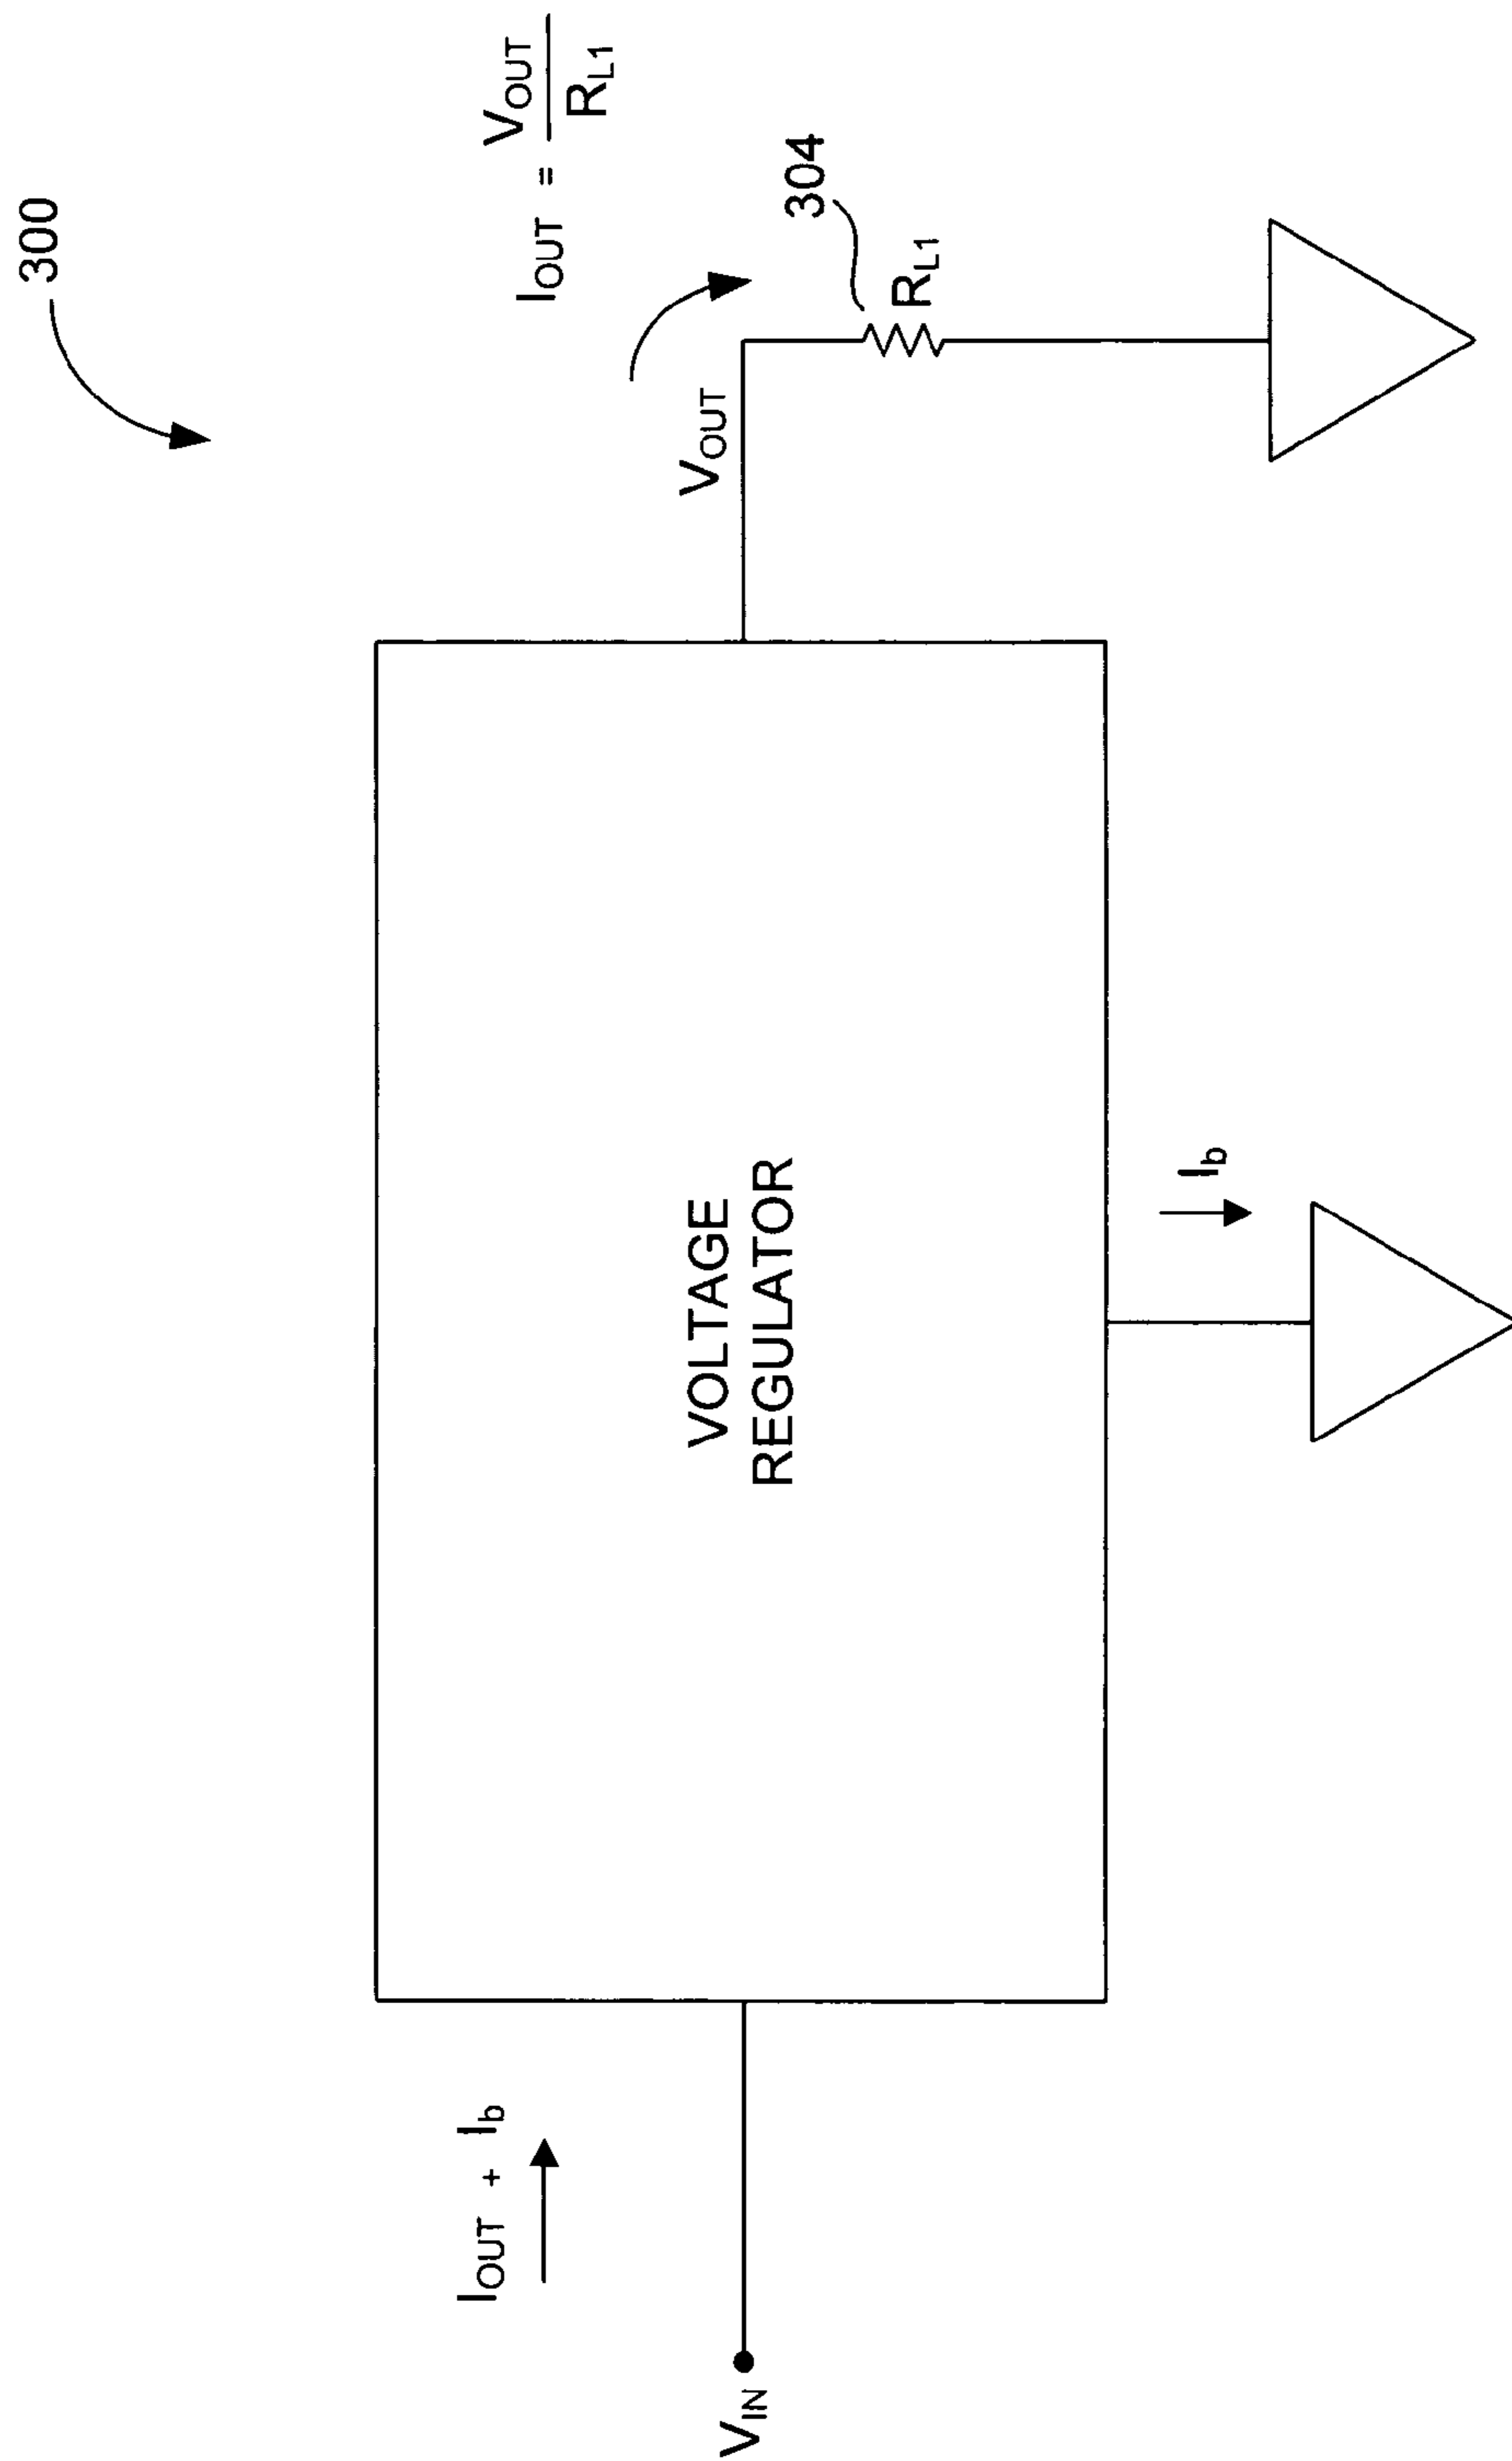 300
I_OUT = V_OUT / R_L1
304
R_L1
V_OUT
I_OUT + I_b
V_IN
VOLTAGE
REGULATOR
I_b